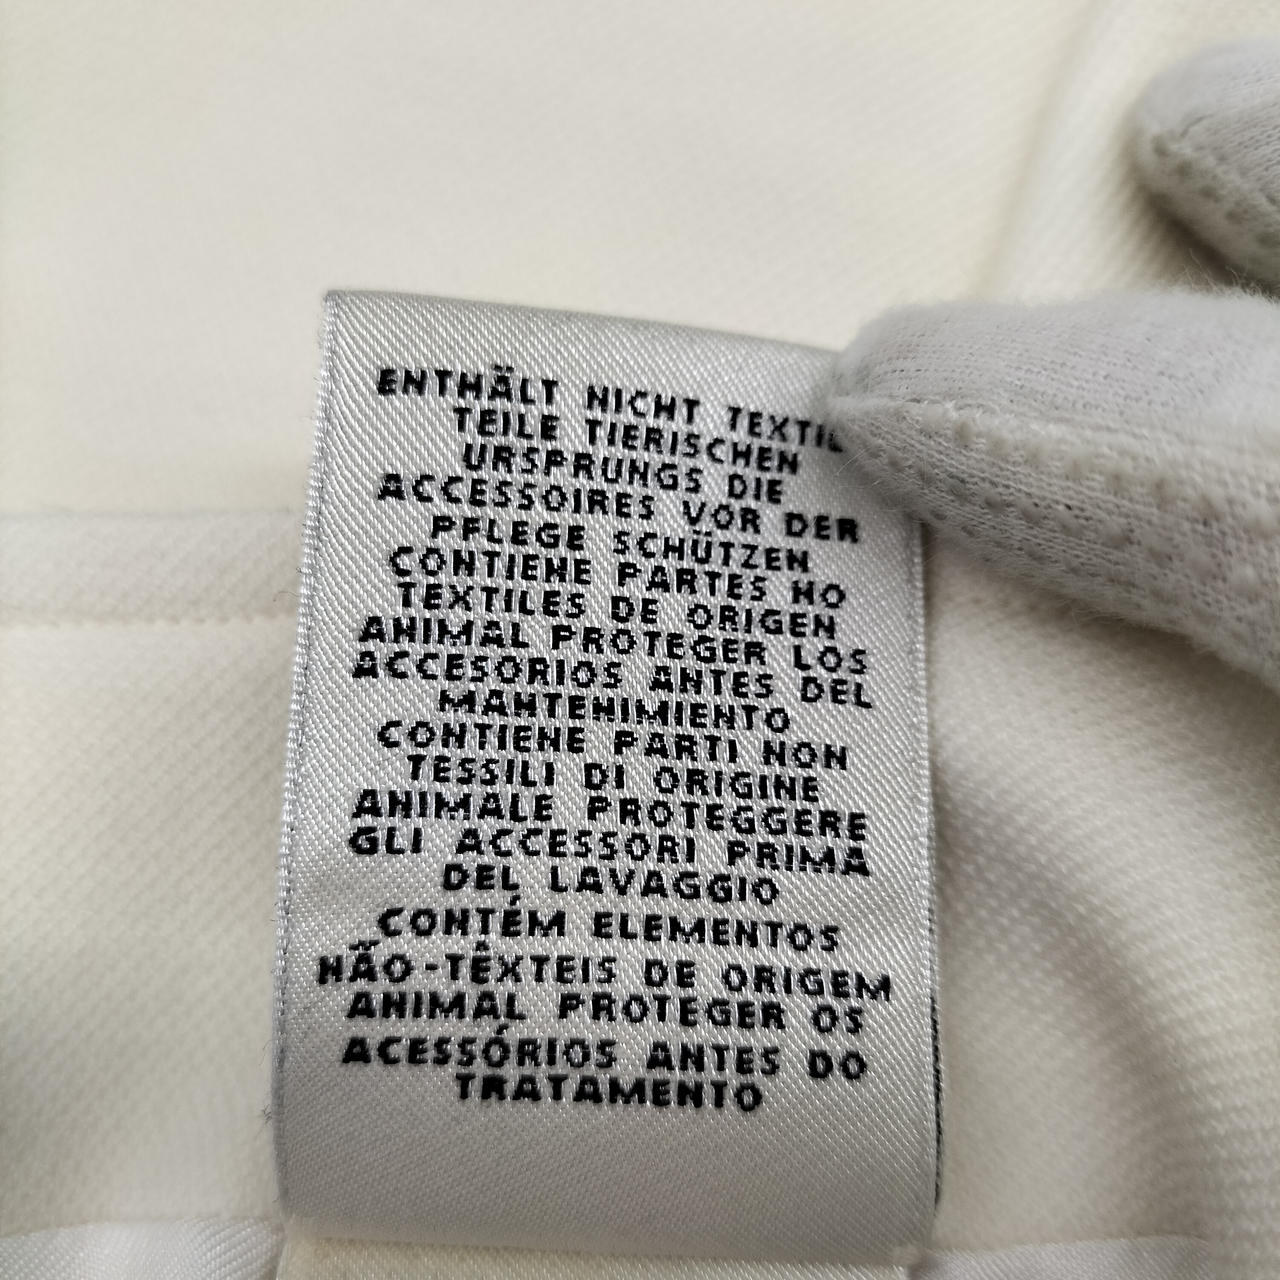 ENTHÄLT NICHT TEXTIL
TEILE TIERISCHEN
URSPRUNGS DIE
ACCESSOIRES VOR DER
PFLEGE SCHÜTZEN
CONTIENE PARTES NO
TEXTILES DE ORIGEN
ANIMAL PROTEGER LOS
ACCESORIOS ANTES DEL
MANTENIMIENTO
CONTIENE PARTI NON
TESSILI DI ORIGINE
ANIMALE PROTEGGERE
GLI ACCESSORI PRIMA
DEL LAVAGGIO
CONTÉM ELEMENTOS
NÃO-TÊXTEIS DE ORIGEM
ANIMAL PROTEGER OS
ACESSÓRIOS ANTES DO
TRATAMENTO